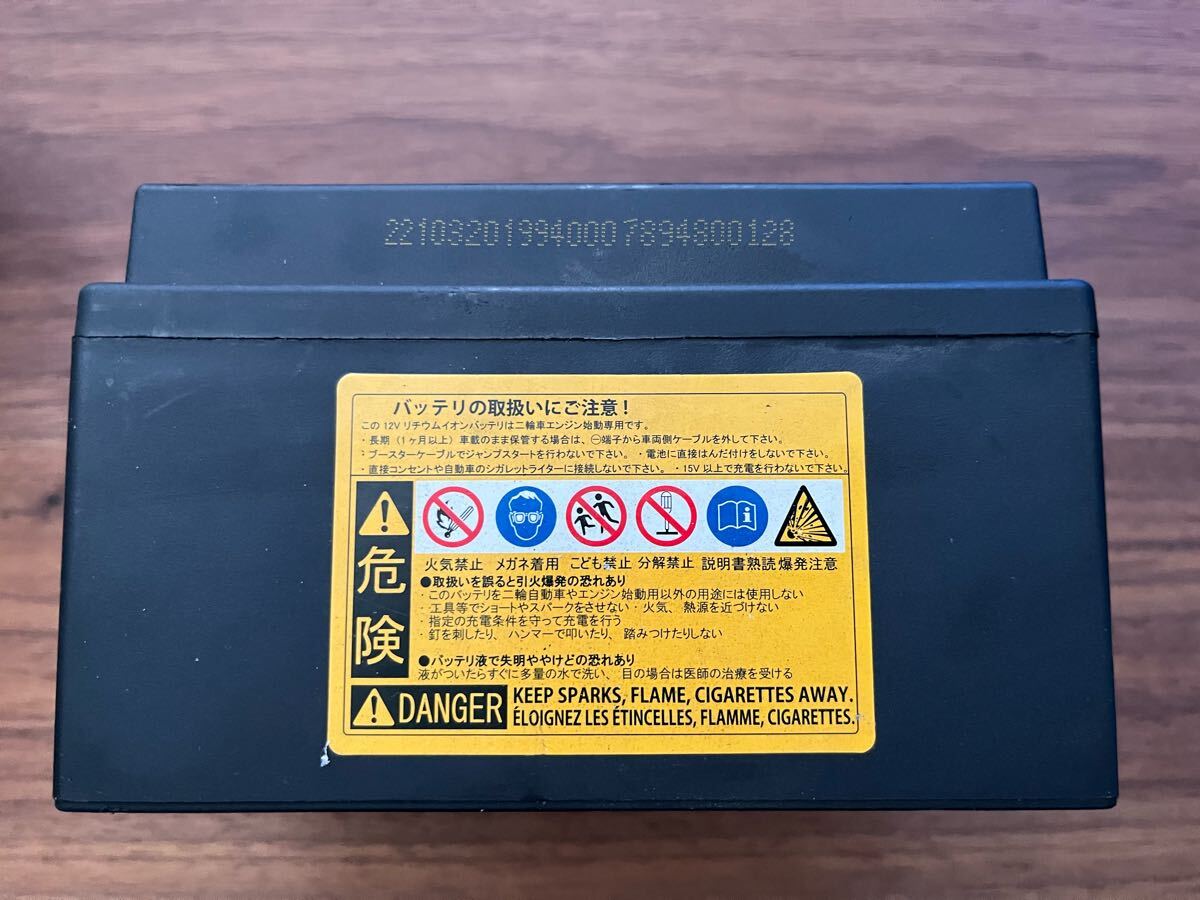 221032019940007894800128
バッテリの取扱いにご注意！
この 12V リチウムイオンバッテリは二輪車エンジン始動専用です。
・長期（1ヶ月以上）車載のまま保管する場合は、㊀端子から車両側ケーブルを外して下さい。
・ブースターケーブルでジャンプスタートを行わないで下さい。・電池に直接はんだ付けをしないで下さい。
・直接コンセントや自動車のシガレットライターに接続しないで下さい。・15V 以上で充電を行わないで下さい。
危険
火気禁止 メガネ着用 こども禁止 分解禁止 説明書熟読 爆発注意
●取扱いを誤ると引火爆発の恐れあり
・このバッテリを二輪自動車やエンジン始動用以外の用途には使用しない
・工具等でショートやスパークをさせない・火気、熱源を近づけない
・指定の充電条件を守って充電を行う
・釘を刺したり、ハンマーで叩いたり、踏みつけたりしない
●バッテリ液で失明ややけどの恐れあり
液がついたらすぐに多量の水で洗い、目の場合は医師の治療を受ける
DANGER
KEEP SPARKS, FLAME, CIGARETTES AWAY.
ÉLOIGNEZ LES ÉTINCELLES, FLAMME, CIGARETTES.